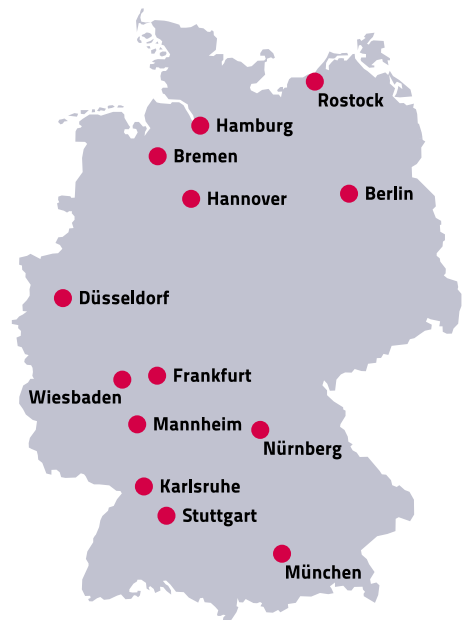 Rostock
Hamburg
Bremen
Berlin
Hannover
Düsseldorf
Frankfurt
Wiesbaden
Mannheim
Nürnberg
Karlsruhe
Stuttgart
München